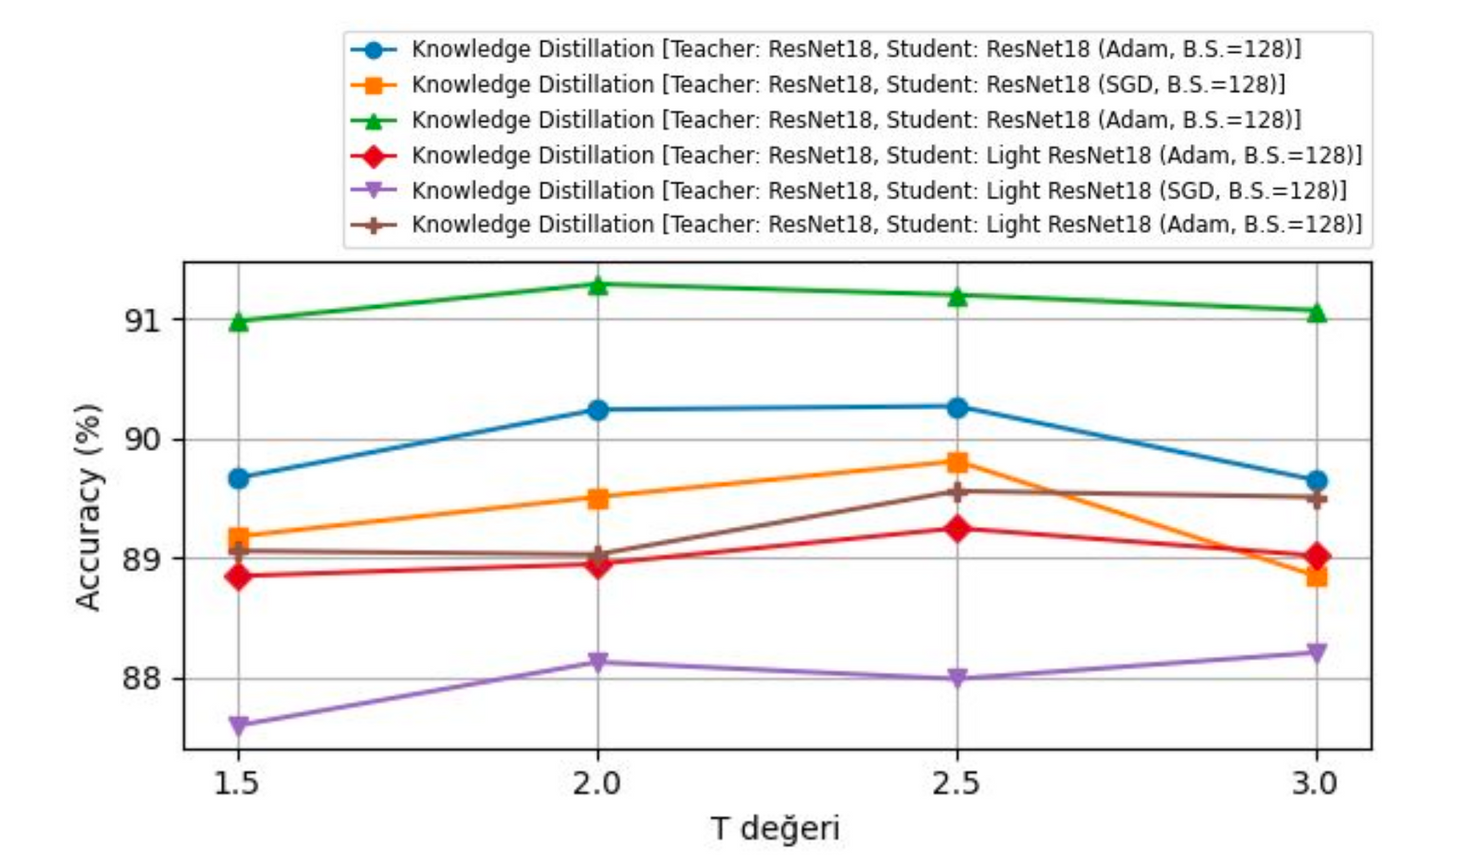 Knowledge Distillation [Teacher: ResNet18, Student: ResNet18 (Adam, B.S.=128)]
Knowledge Distillation [Teacher: ResNet18, Student: ResNet18 (SGD, B.S.=128)]
Knowledge Distillation [Teacher: ResNet18, Student: ResNet18 (Adam, B.S.=128)]
Knowledge Distillation [Teacher: ResNet18, Student: Light ResNet18 (Adam, B.S.=128)]
Knowledge Distillation [Teacher: ResNet18, Student: Light ResNet18 (SGD, B.S.=128)]
Knowledge Distillation [Teacher: ResNet18, Student: Light ResNet18 (Adam, B.S.=128)]
Accuracy (%)
91
90
89
88
1.5 2.0 2.5 3.0
T değeri